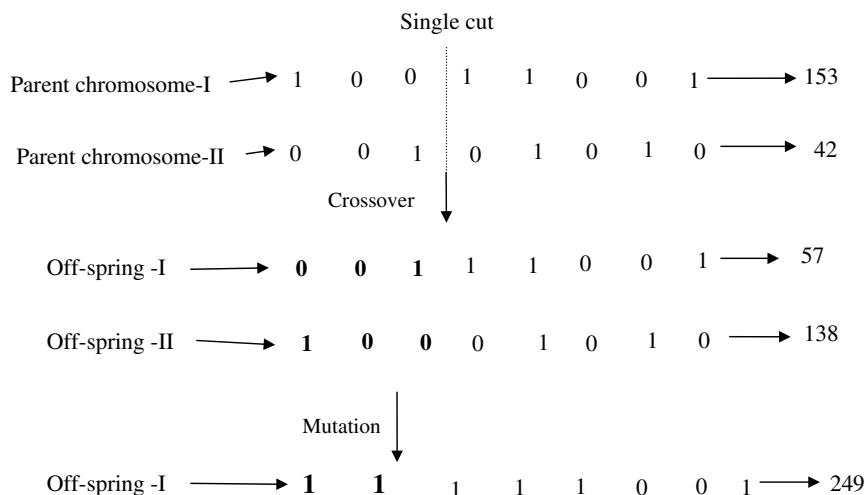 Single cut
Parent chromosome-I 1 0 0 1 1 0 0 1 153
Parent chromosome-II 0 0 1 0 1 0 1 0 42
Crossover
Off-spring -I 0 0 1 1 1 0 0 1 57
Off-spring -II 1 0 0 0 1 0 1 0 138
Mutation
Off-spring -I 1 1 1 1 1 0 0 1 249